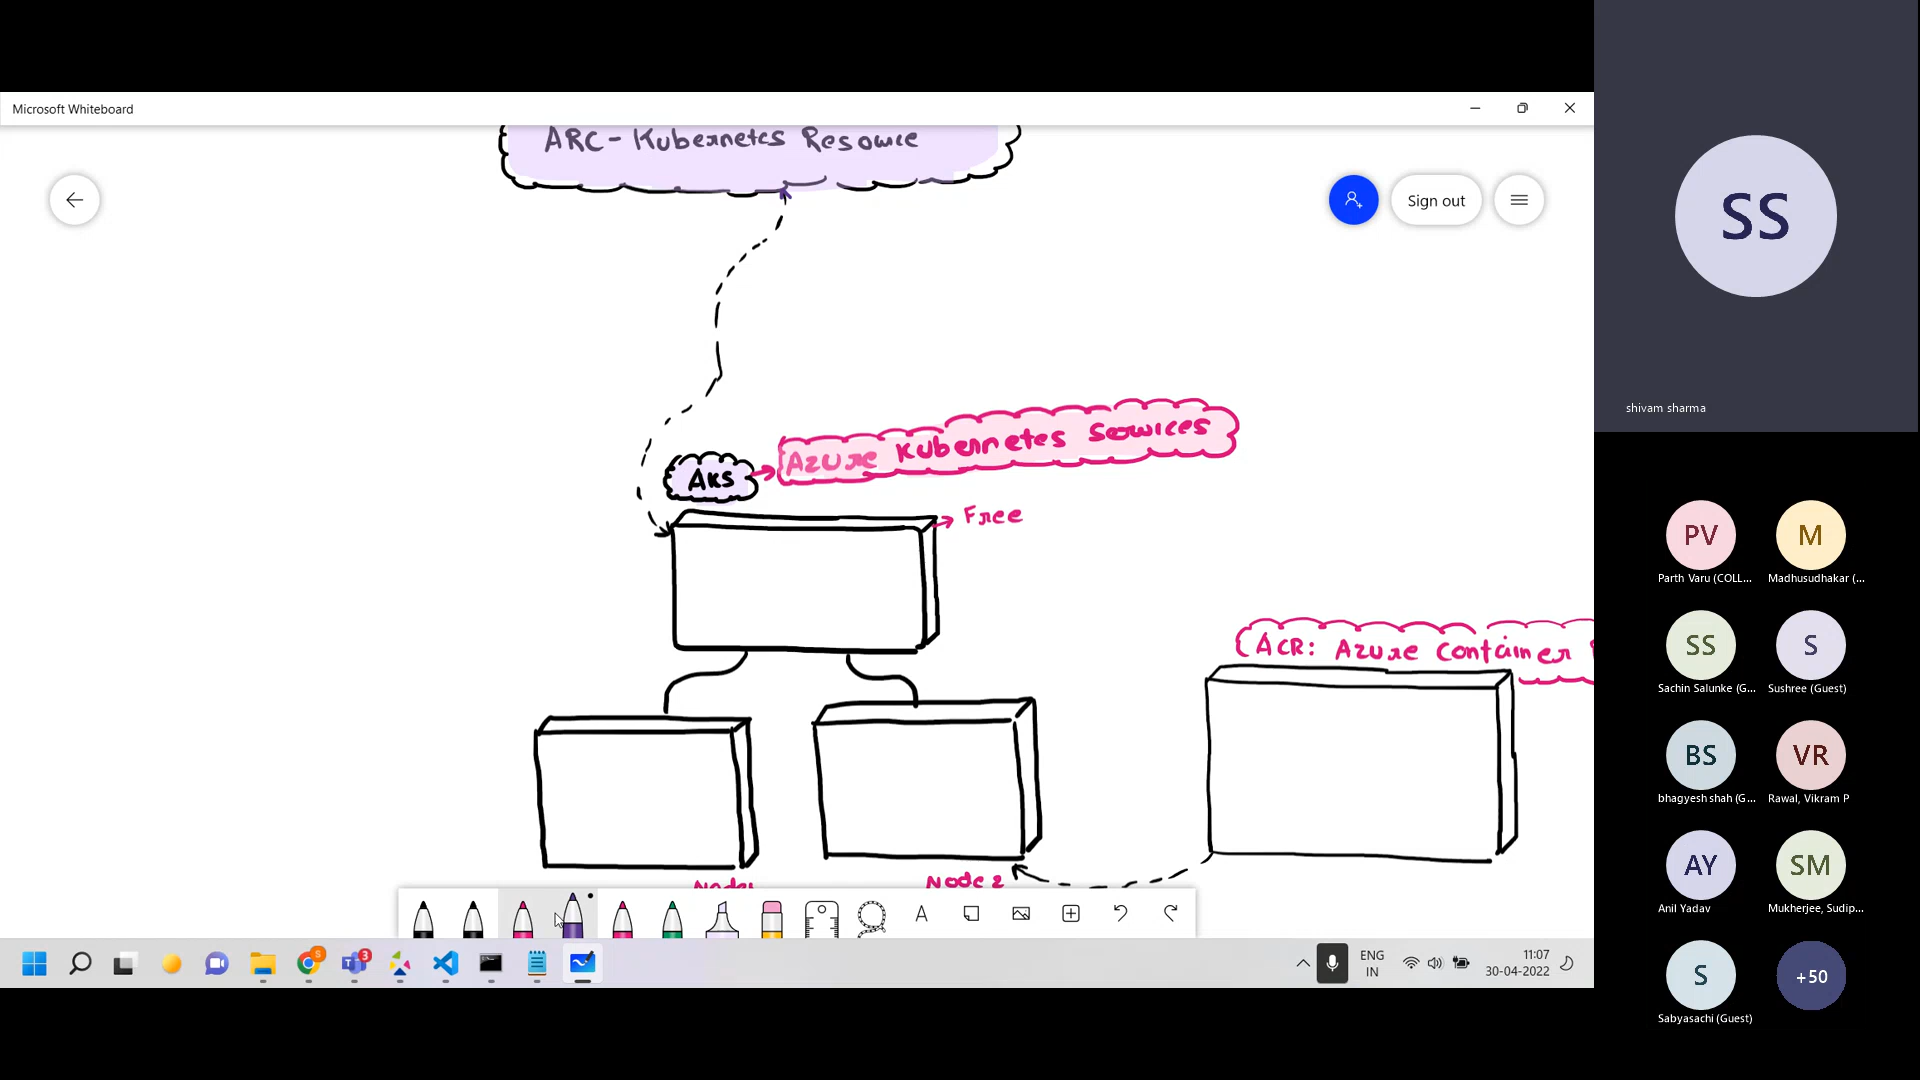 Microsoft Whiteboard
ARC- Kubernetes Resource
Sign out
SS
shivam sharma
AKS
Azure Kubernetes Services
Free
ACR: Azure Container
Node 2
PV
Parth Varu (COLL...
M
Madhusudhakar (...
SS
Sachin Salunke (G...
S
Sushree (Guest)
BS
bhagyesh shah (G...
VR
Rawal, Vikram P
AY
Anil Yadav
SM
Mukherjee, Sudip...
S
Sabyasachi (Guest)
+50
A
S
3
ENG
IN
11:07
30-04-2022